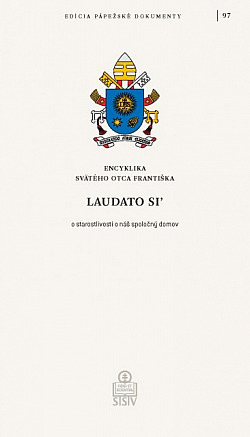 EDÍCIA PÁPEŽSKÉ DOKUMENTY | 97
ENCYKLIKA
SVÄTÉHO OTCA FRANTIŠKA
LAUDATO SI’
o starostlivosti o náš spoločný domov
SSV